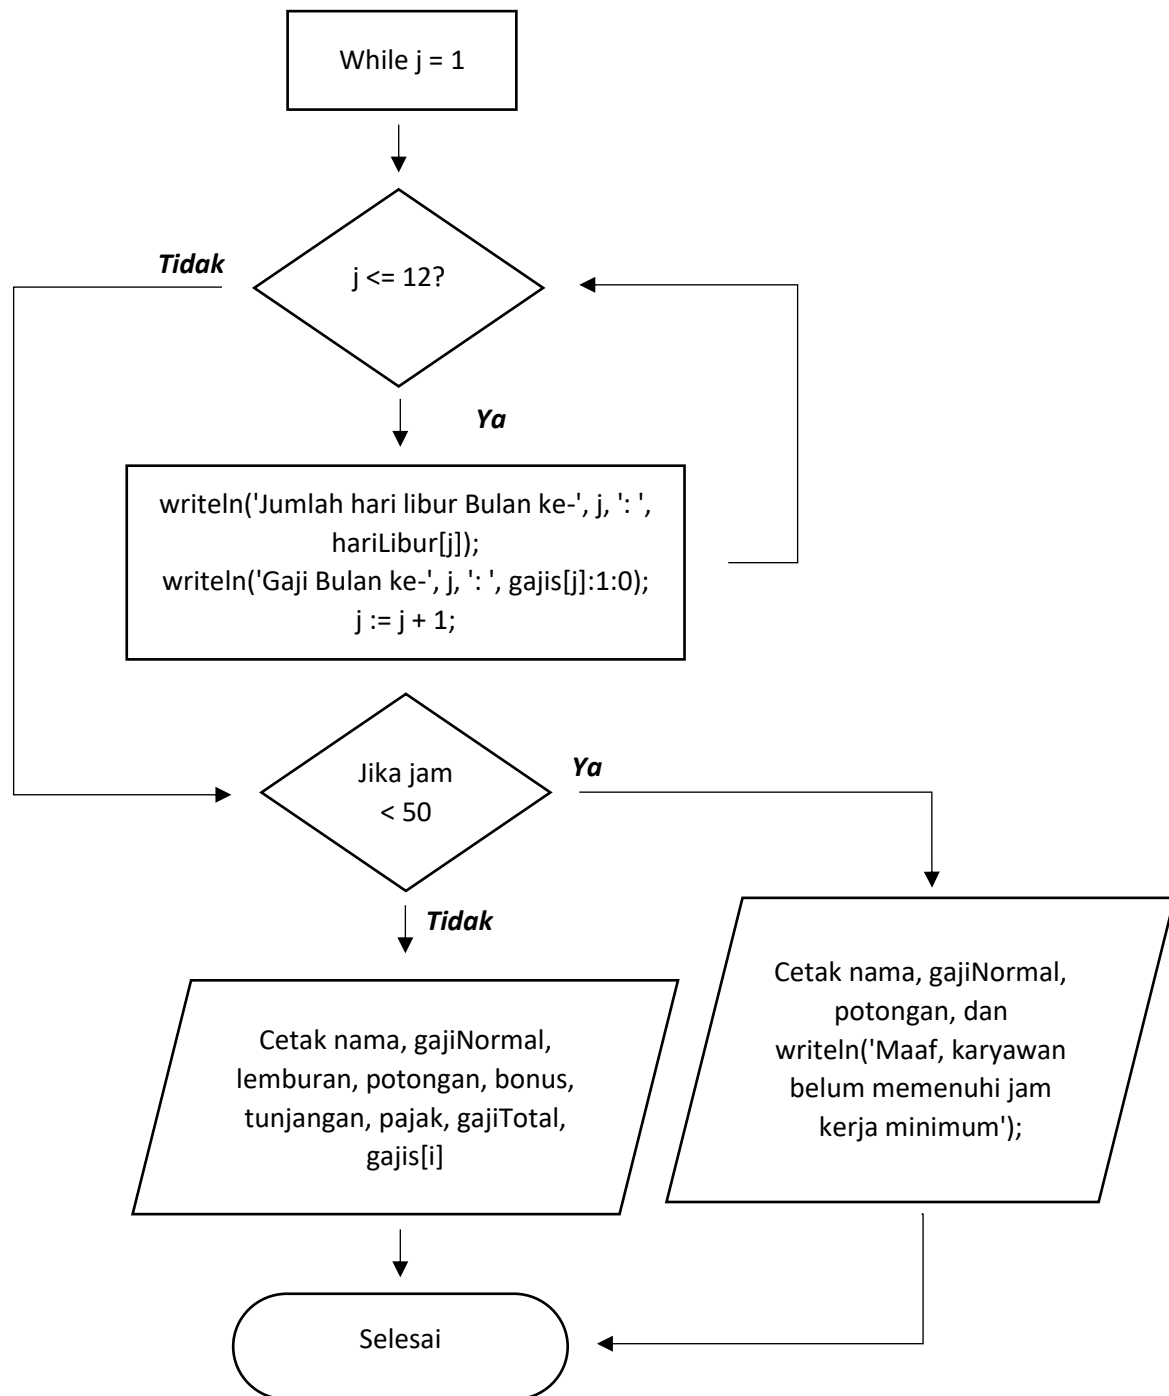 While j = 1
Tidak
j <= 12?
Ya
writeln('Jumlah hari libur Bulan ke-', j, ': ',
hariLibur[j]);
writeln('Gaji Bulan ke-', j, ': ', gajis[j]:1:0);
j := j + 1;
Jika jam
< 50
Ya
Tidak
Cetak nama, gajiNormal,
lemburan, potongan, bonus,
tunjangan, pajak, gajiTotal,
gajis[i]
Cetak nama, gajiNormal,
potongan, dan
writeln('Maaf, karyawan
belum memenuhi jam
kerja minimum');
Selesai